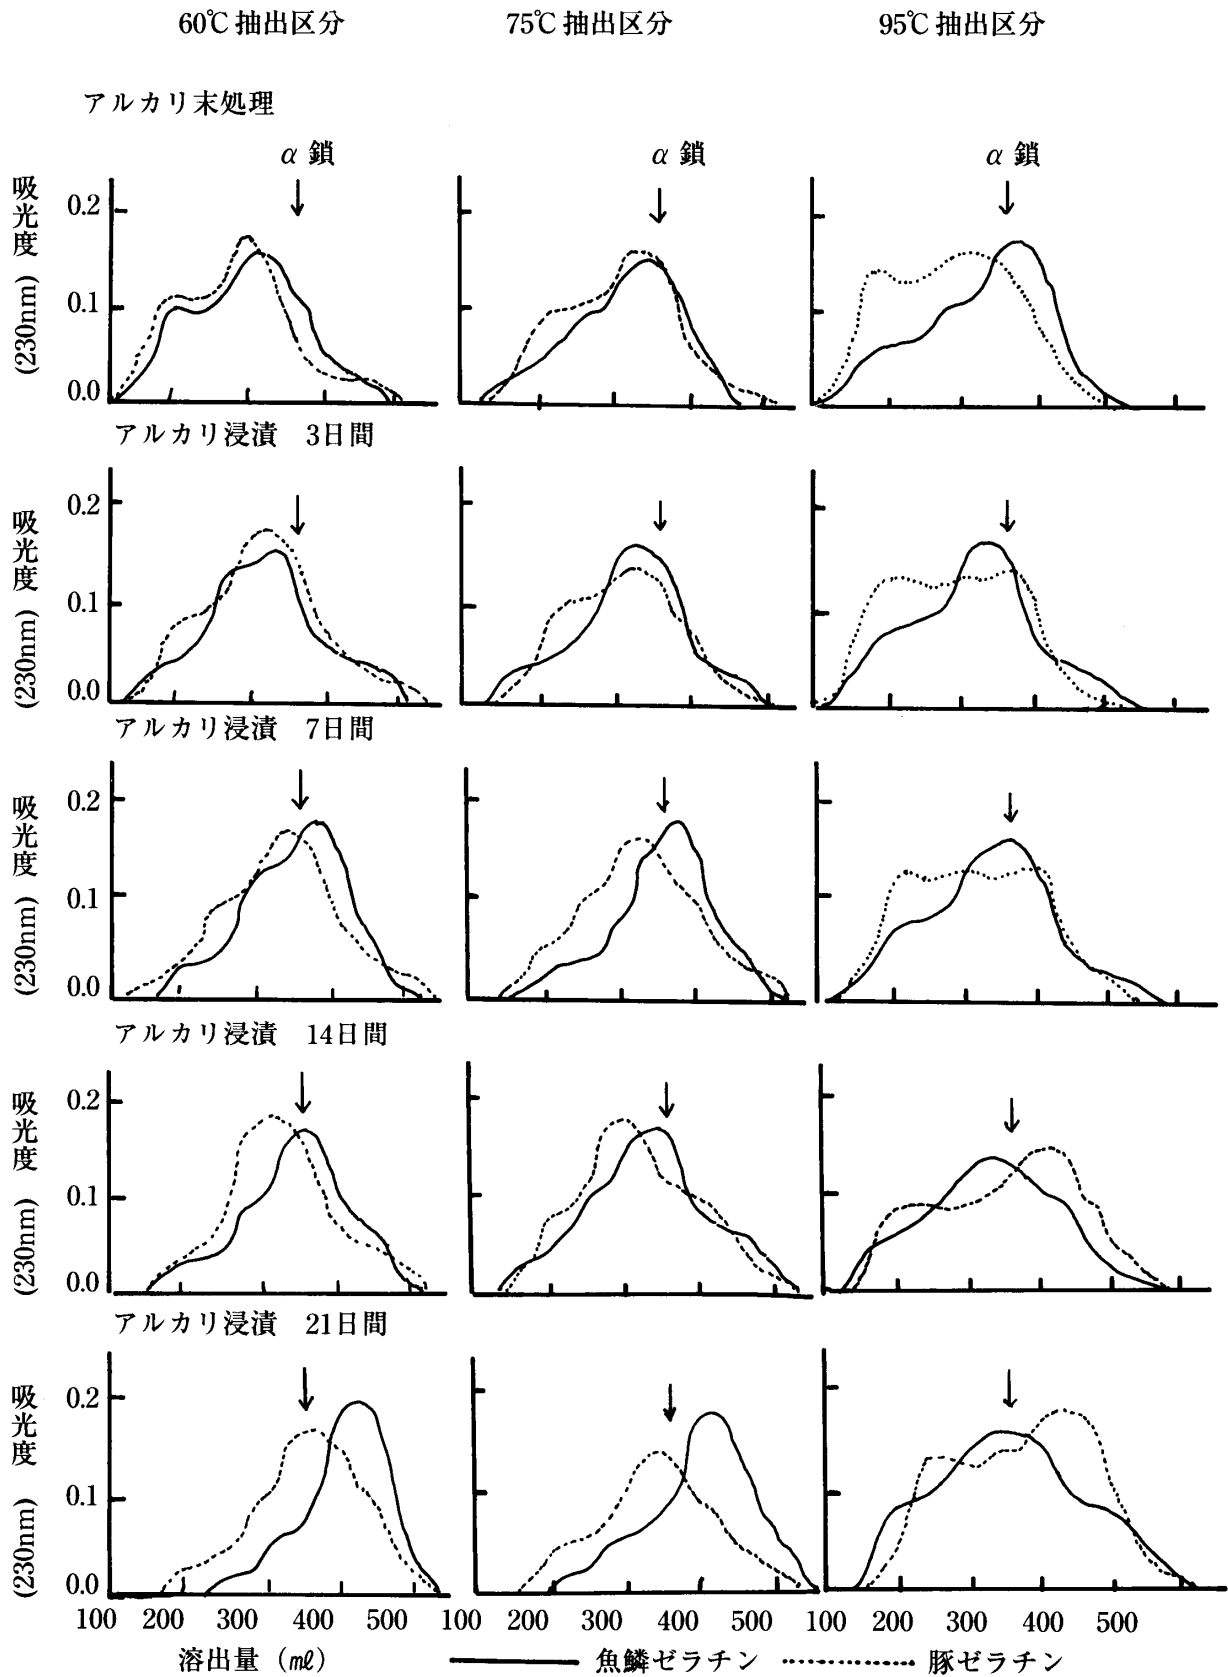 60℃抽出区分 75℃抽出区分 95℃抽出区分
アルカリ末処理
α 鎖 α 鎖 α 鎖
吸光度 (230nm)
0.2
0.1
0.0
アルカリ浸漬 3日間
吸光度 (230nm)
0.2
0.1
0.0
アルカリ浸漬 7日間
吸光度 (230nm)
0.2
0.1
0.0
アルカリ浸漬 14日間
吸光度 (230nm)
0.2
0.1
0.0
アルカリ浸漬 21日間
吸光度 (230nm)
0.2
0.1
0.0
100 200 300 400 500 100 200 300 400 500 100 200 300 400 500
溶出量 (㎖) 魚鱗ゼラチン 豚ゼラチン